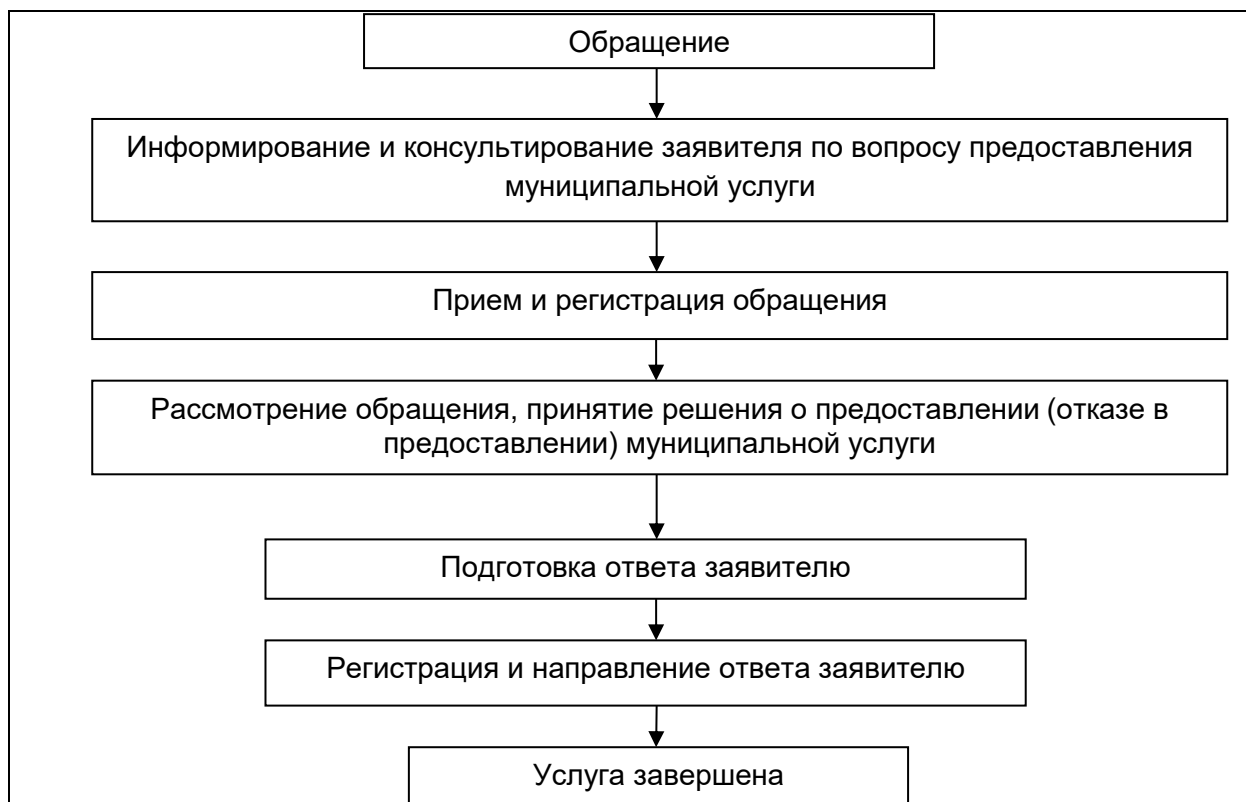 Обращение
Информирование и консультирование заявителя по вопросу предоставления
муниципальной услуги
Прием и регистрация обращения
Рассмотрение обращения, принятие решения о предоставлении (отказе в
предоставлении) муниципальной услуги
Подготовка ответа заявителю
Регистрация и направление ответа заявителю
Услуга завершена